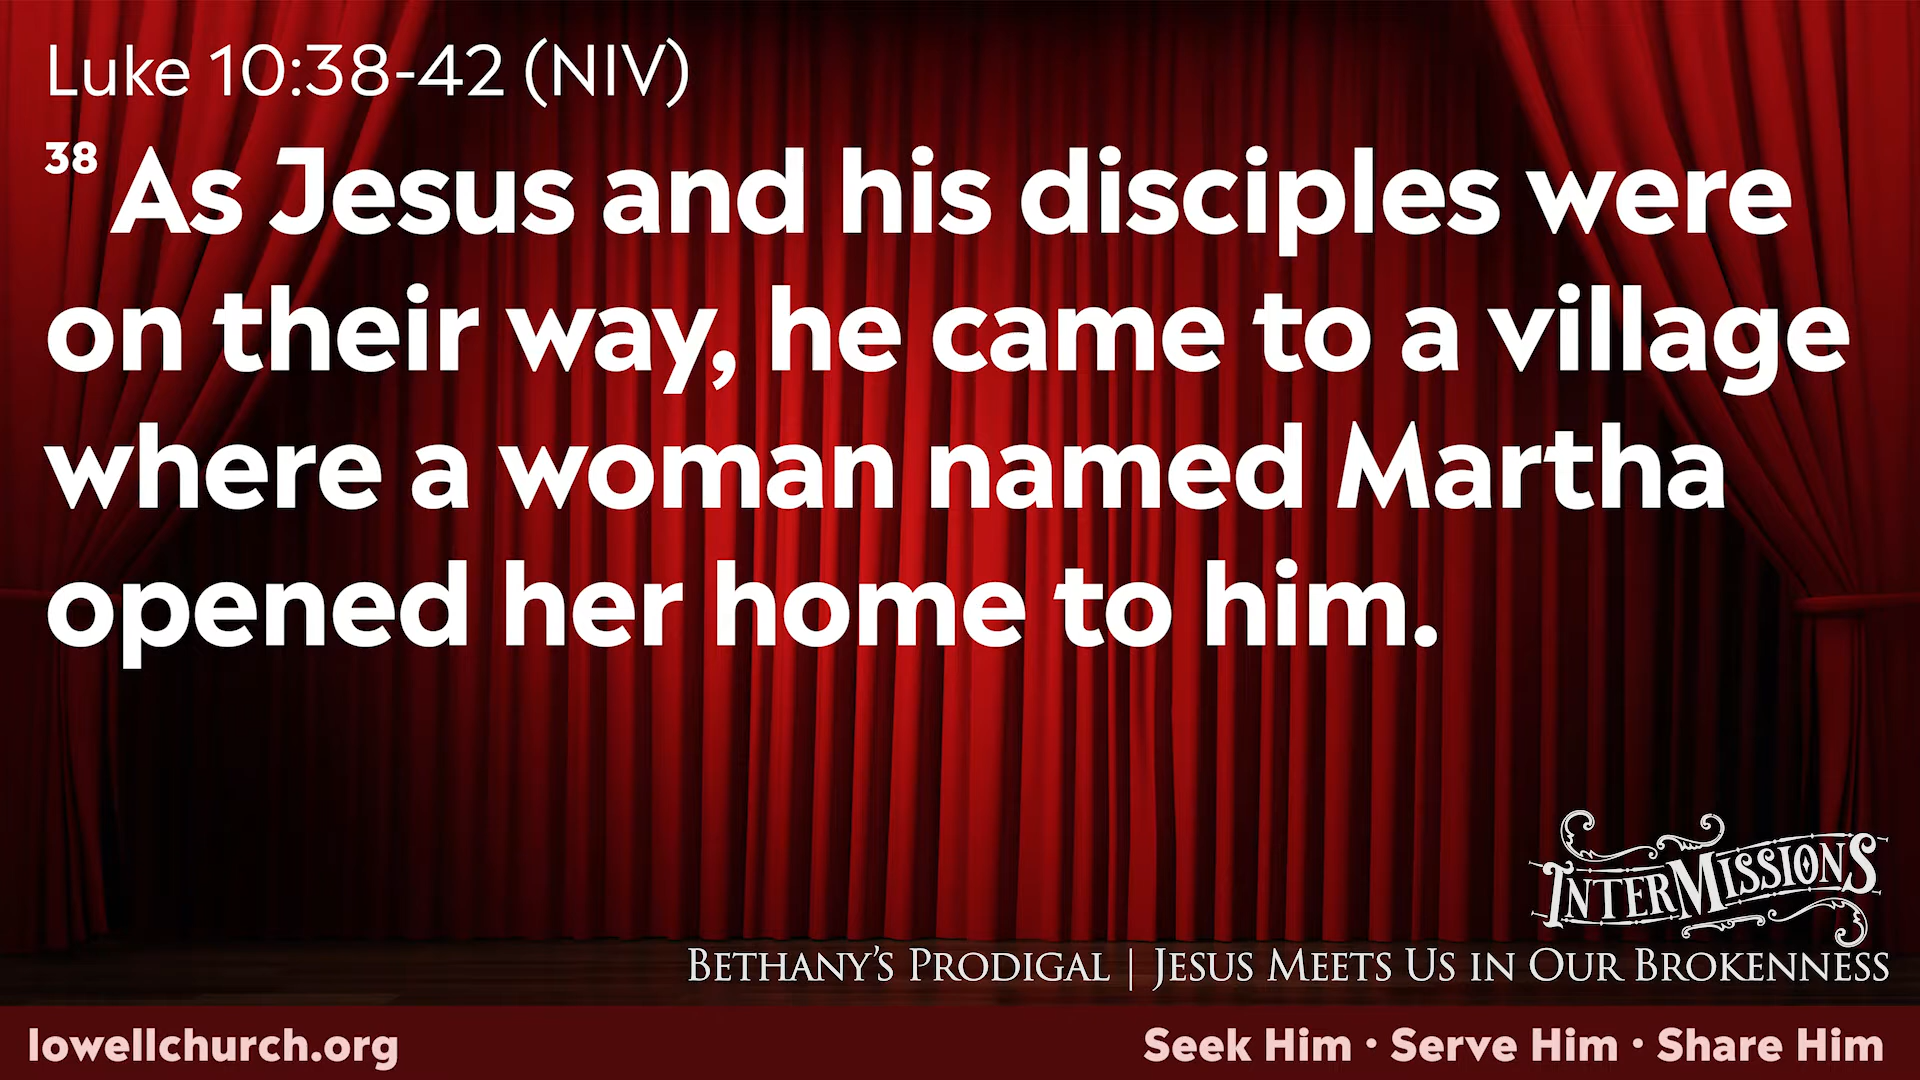 Luke 10:38-42 (NIV)
38 As Jesus and his disciples were
on their way, he came to a village
where a woman named Martha
opened her home to him.
INTERMISSIONS
BETHANY'S PRODIGAL | JESUS MEETS US IN OUR BROKENNESS
lowellchurch.org
Seek Him · Serve Him · Share Him